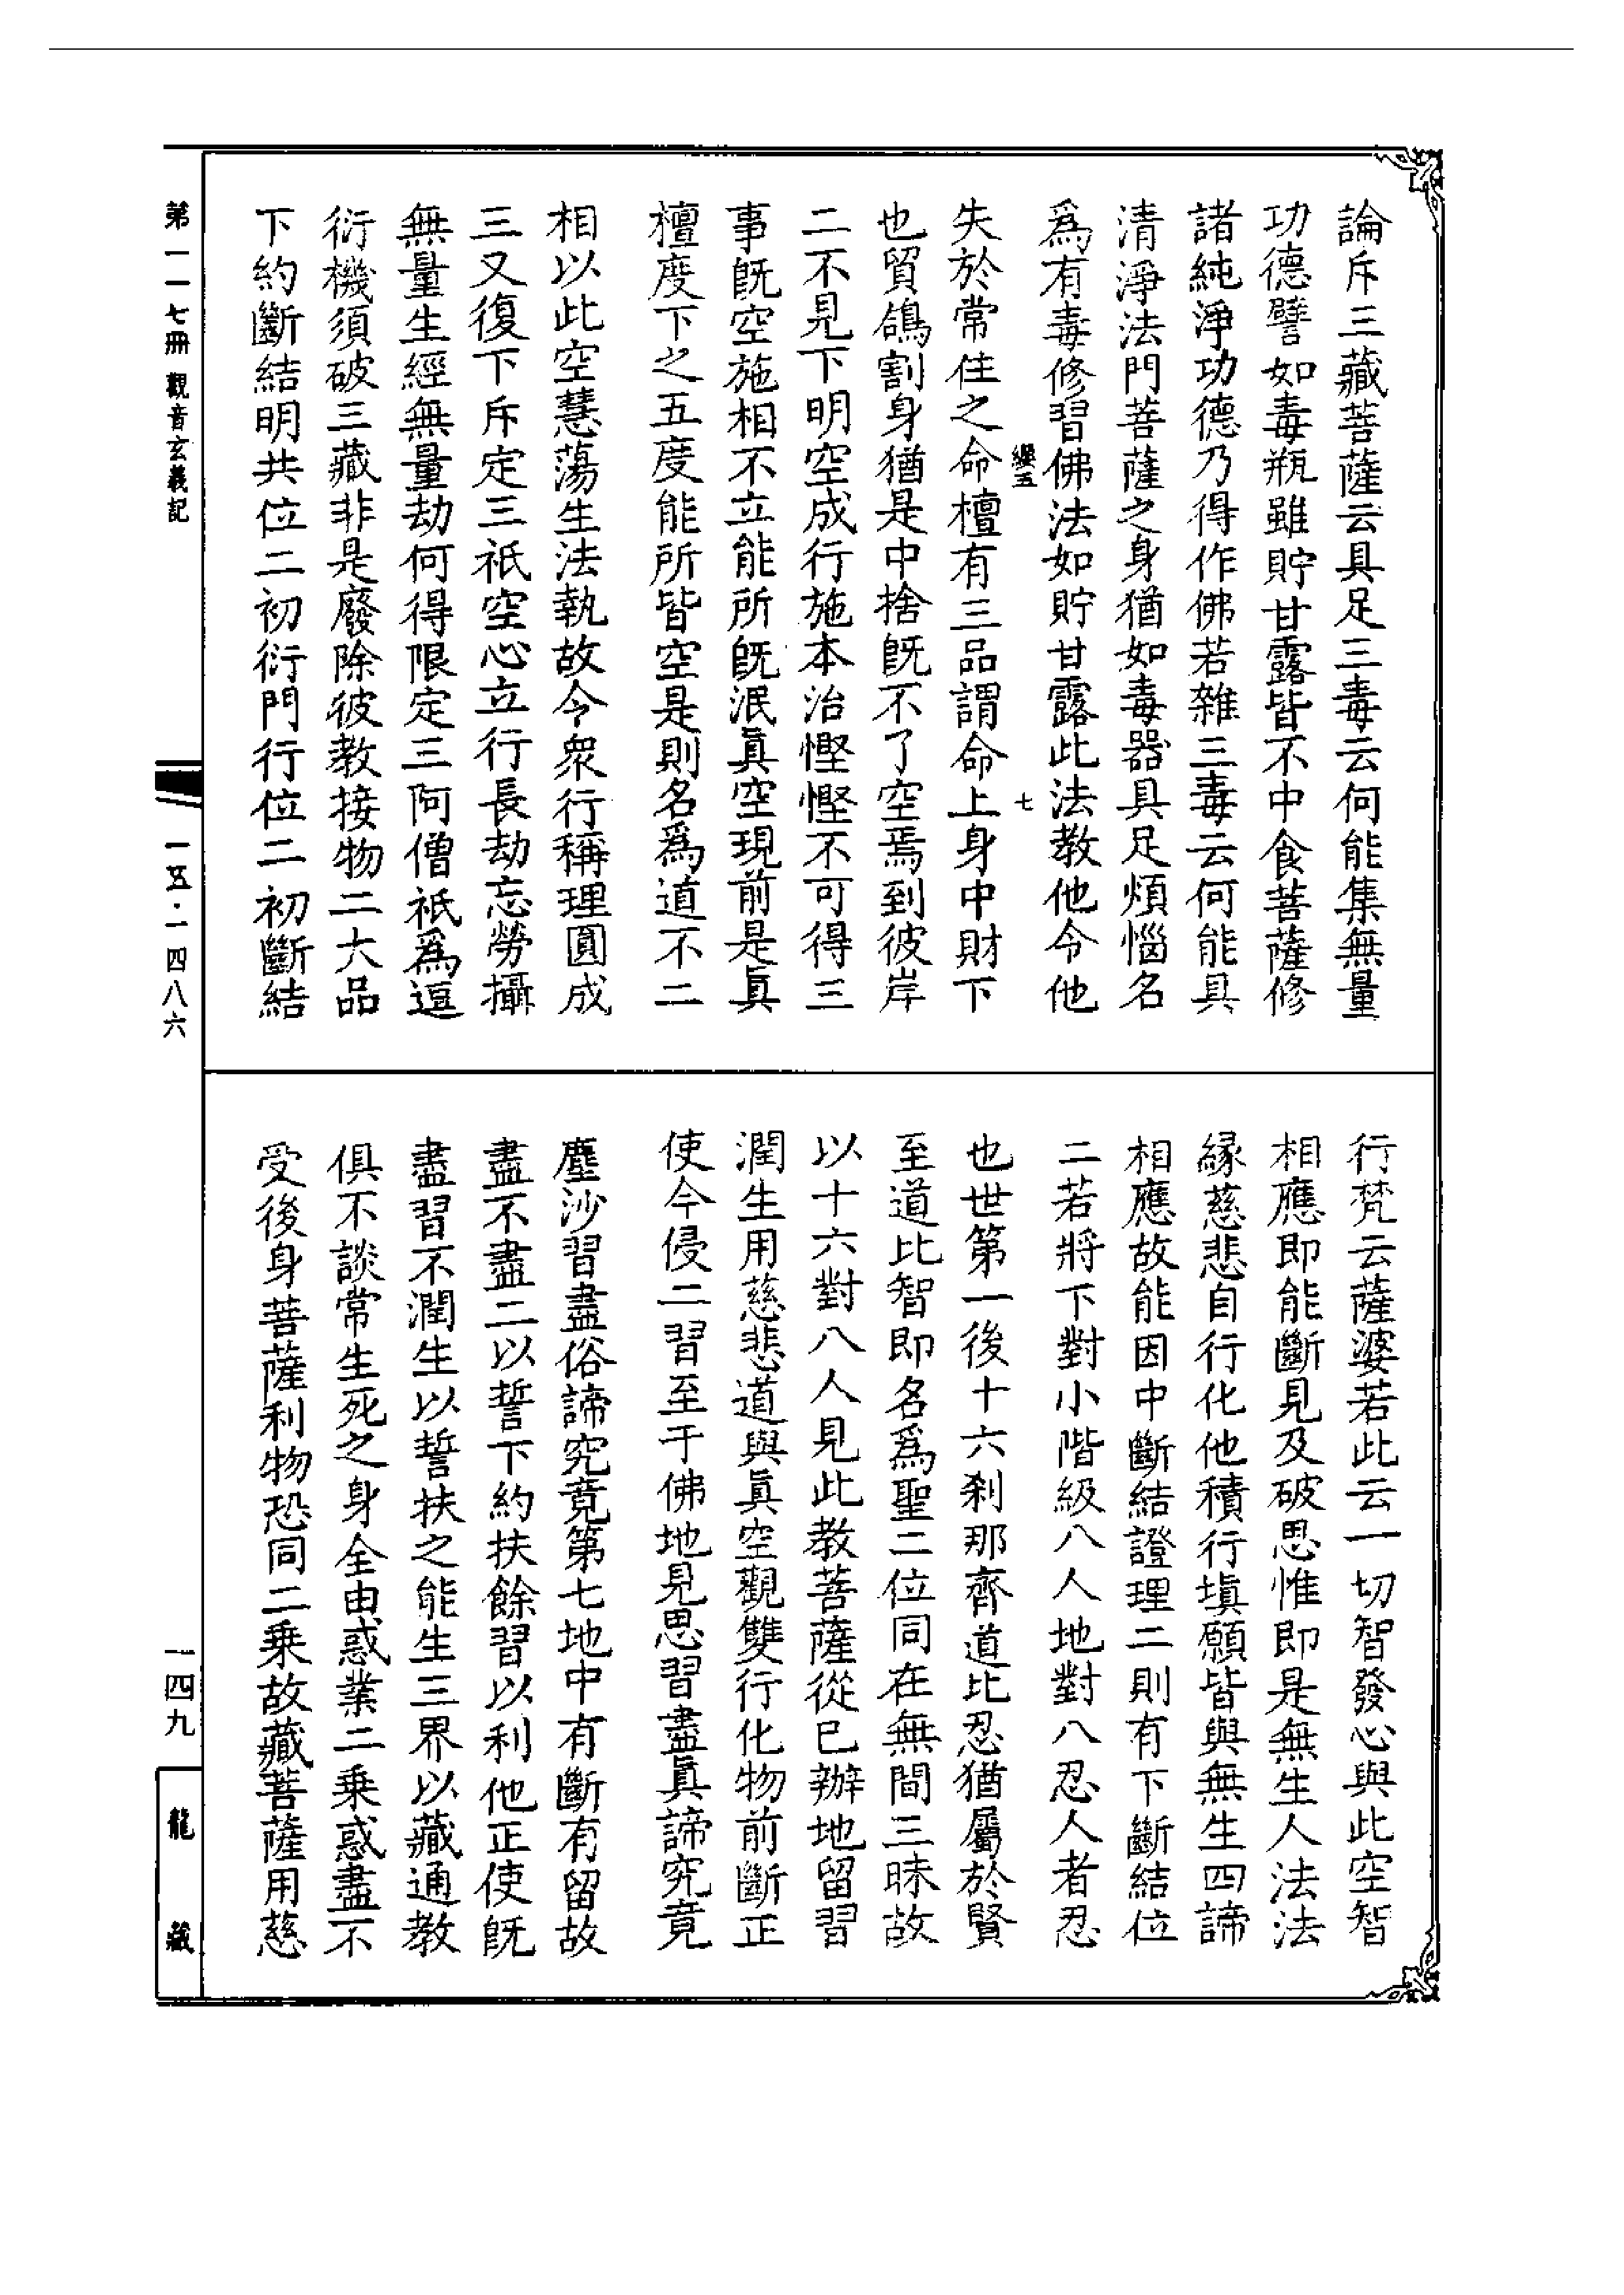 論斥三藏菩薩云具足三毒云何能集無量
功德譬如毒瓶雖貯甘露皆不中食菩薩修
諸純淨功德乃得作佛若雜三毒云何能具
清淨法門菩薩之身猶如毒器具足煩惱名
爲有毒修習佛法如貯甘露此法教他令他
纓五
七
失於常住之命檀有三品謂命上身中財下
也貿鴿割身猶是中捨旣不了空焉到彼岸
二不見下明空成行施本治慳慳不可得三
事旣空施相不立能所旣泯眞空現前是眞
檀度下之五度能所皆空是則名爲道不二
相以此空慧蕩生法執故令衆行稱理圓成
三又復下斥定三祇空心立行長劫忘勞攝
無量生經無量劫何得限定三阿僧祇爲逗
衍機須破三藏非是廢除彼教接物二大品
下約斷結明共位二初衍門行位二初斷結
行梵云薩婆若此云一切智發心與此空智
相應即能斷見及破思惟即是無生人法法
緣慈悲自行化他積行塡願皆與無生四諦
相應故能因中斷結證理二則有下斷結位
二若將下對小階級八人地對八忍人者忍
也世第一後十六刹那齊道比忍猶屬於賢
至道比智即名爲聖二位同在無間三昧故
以十六對八人見此教菩薩從巳辦地留習
潤生用慈悲道與眞空觀雙行化物前斷正
使今侵二習至于佛地見思習盡眞諦究竟
塵沙習盡俗諦究竟第七地中有斷有留故
盡不盡二以誓下約扶餘習以利他正使旣
盡習不潤生以誓扶之能生三界以藏通教
俱不談常生死之身全由惑業二乘惑盡不
受後身菩薩利物恐同二乘故藏菩薩用慈
第一一七冊 觀音玄義記
一五·一四八六
一四九
龍藏